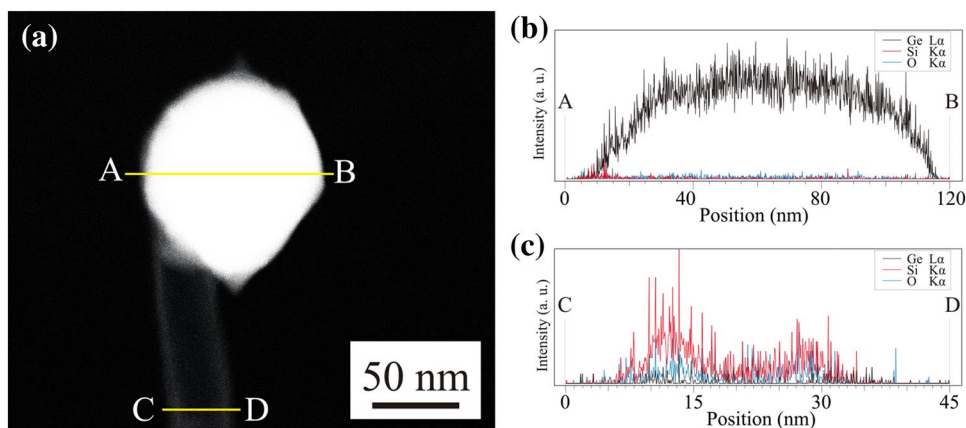 (a)
A
B
C
D
50 nm
(b)
Intensity (a. u.)
Ge Lα
Si Kα
O Kα
A
B
0
40
80
120
Position (nm)
(c)
Intensity (a. u.)
Ge Lα
Si Kα
O Kα
C
D
0
15
30
45
Position (nm)